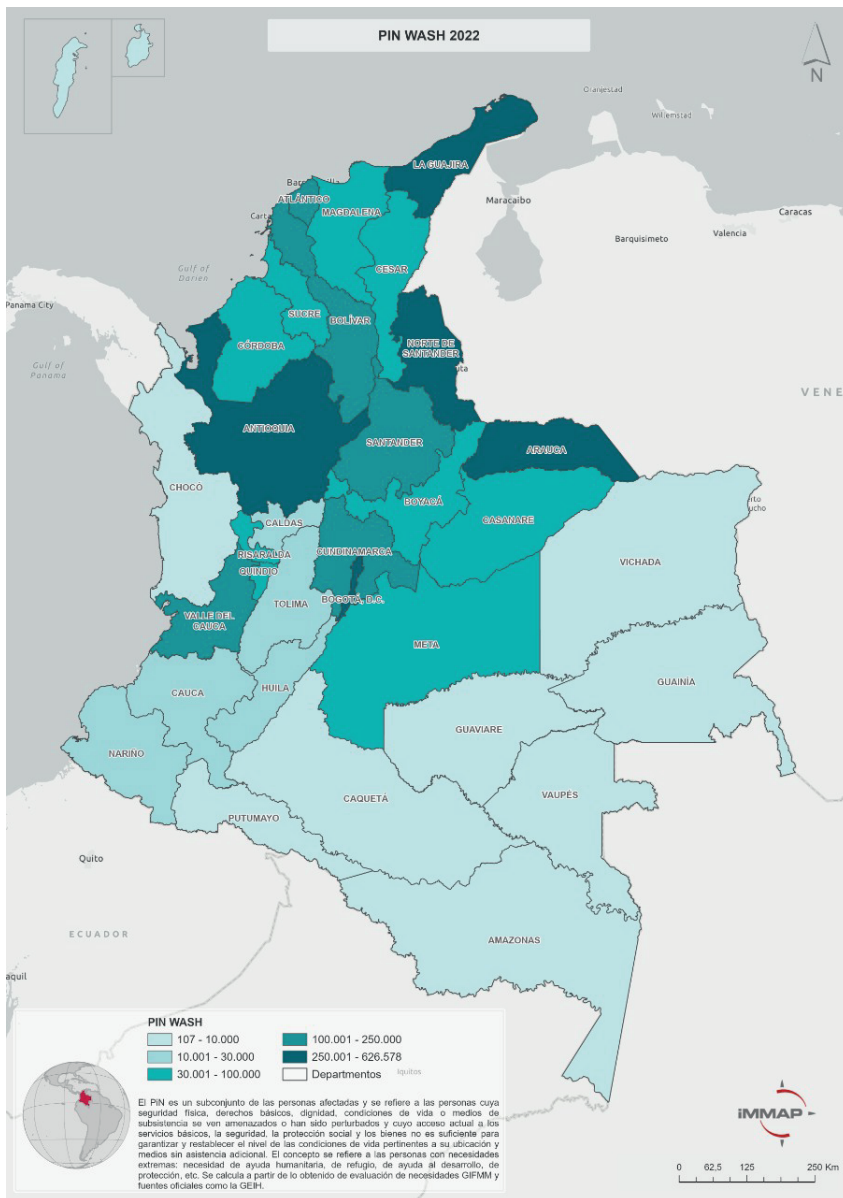 PIN WASH 2022
N
Oranjestad
Willemstad
LA GUAJIRA
ATLÁNTICO
MAGDALENA
Maracaibo
Caracas
Valencia
Barquisimeto
CESAR
Gulf of
Darien
Panama City
SUCRE
BOLÍVAR
CÓRDOBA
NORTE DE
SANTANDER
Gulf of
Panama
VENE
ANTIOQUIA
SANTANDER
ARAUCA
CHOCÓ
BOYACÁ
CASANARE
CALDAS
CUNDINAMARCA
RISARALDA
QUINDIO
VICHADA
TOLIMA
BOGOTÁ, D.C.
VALLE DEL
CAUCA
META
GUAINÍA
HUILA
CAUCA
GUAVIARE
NARIÑO
VAUPÉS
CAQUETÁ
PUTUMAYO
Quito
ECUADOR
AMAZONAS
aquil
PIN WASH
107 - 10.000
10.001 - 30.000
30.001 - 100.000
100.001 - 250.000
250.001 - 626.578
Departmentos
Iquitos
El PiN es un subconjunto de las personas afectadas y se refiere a las personas cuya
seguridad física, derechos básicos, dignidad, condiciones de vida o medios de
subsistencia se ven amenazados o han sido perturbados y cuyo acceso actual a los
servicios básicos, la seguridad, la protección social y los bienes no es suficiente para
garantizar y restablecer el nivel de las condiciones de vida pertinentes a su ubicación y
medios sin asistencia adicional. El concepto se refiere a las personas con necesidades
extremas: necesidad de ayuda humanitaria, de refugio, de ayuda al desarrollo, de
protección, etc. Se calcula a partir de lo obtenido de evaluación de necesidades GIFMM y
fuentes oficiales como la GEIH.
iMMAP
0 62,5 125 250 Km